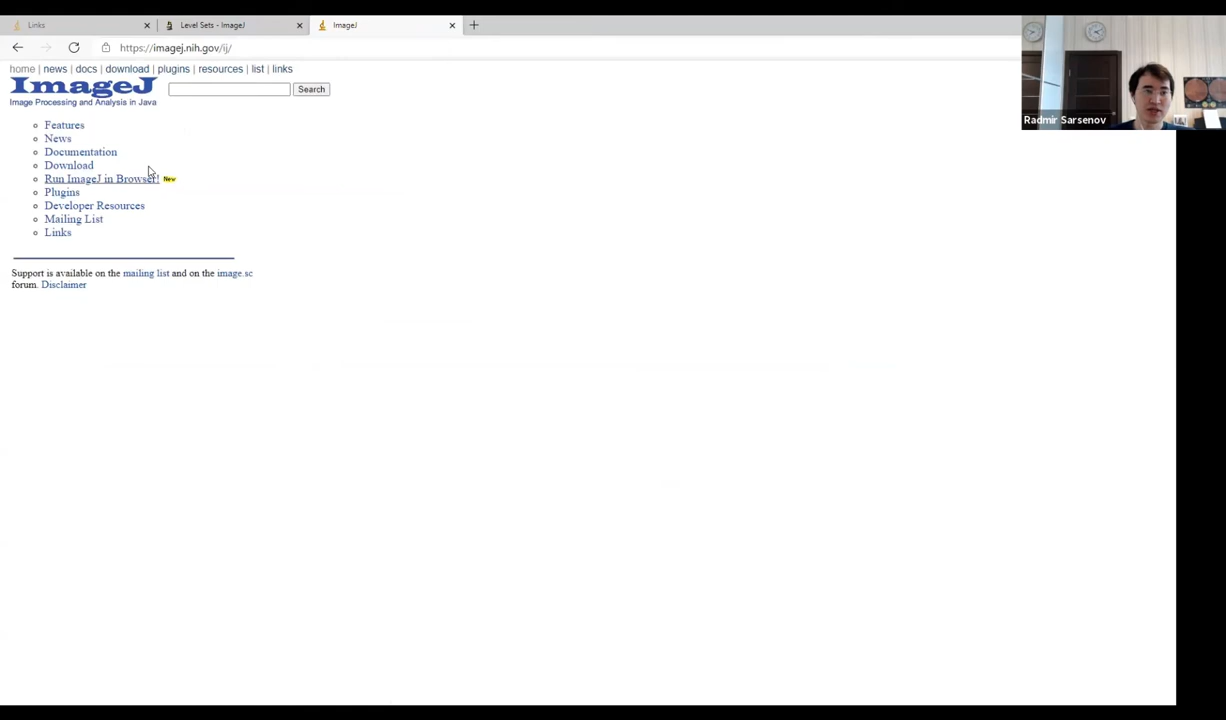 Links
Level Sets - ImageJ
ImageJ
https://imagej.nih.gov/ij/
home | news | docs | download | plugins | resources | list | links
ImageJ
Search
Image Processing and Analysis in Java
Radmir Sarsenov
Features
News
Documentation
Download
Run ImageJ in Browser! New
Plugins
Developer Resources
Mailing List
Links
Support is available on the mailing list and on the image.sc
forum. Disclaimer